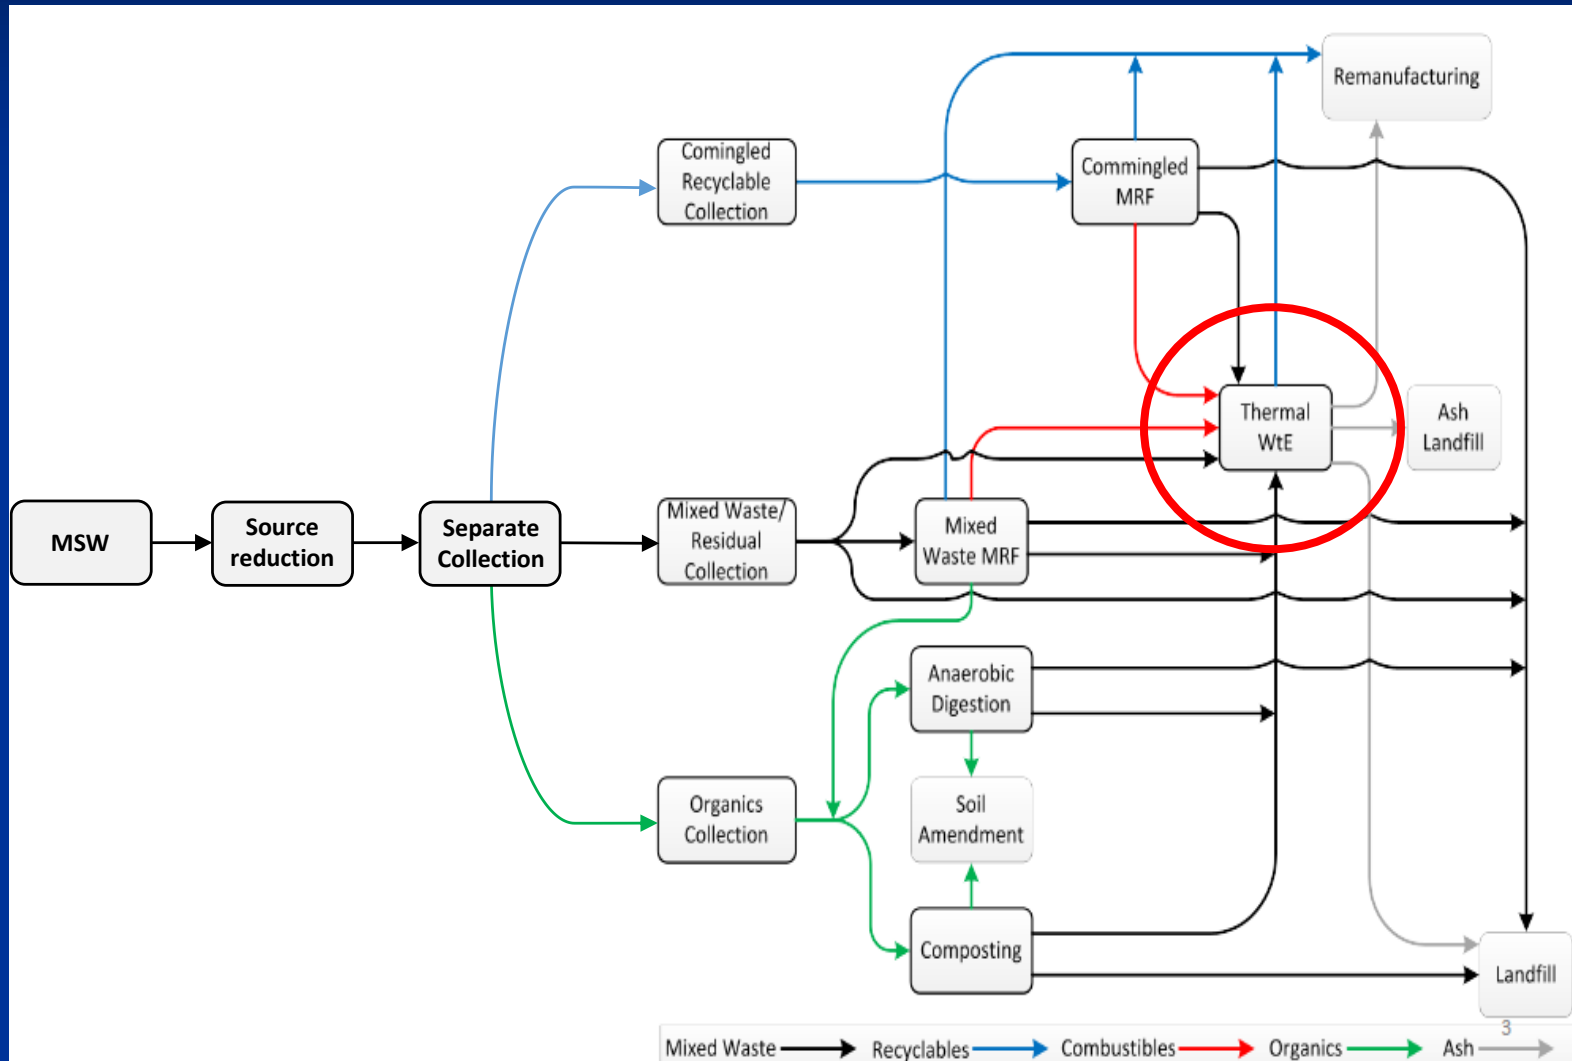 Remanufacturing
Comingled
Recyclable
Collection
Commingled
MRF
Thermal
WtE
Ash
Landfill
MSW
Source
reduction
Separate
Collection
Mixed Waste/
Residual
Collection
Mixed
Waste MRF
Anaerobic
Digestion
Organics
Collection
Soil
Amendment
Composting
Landfill
3
Mixed Waste Recyclables Combustibles Organics Ash